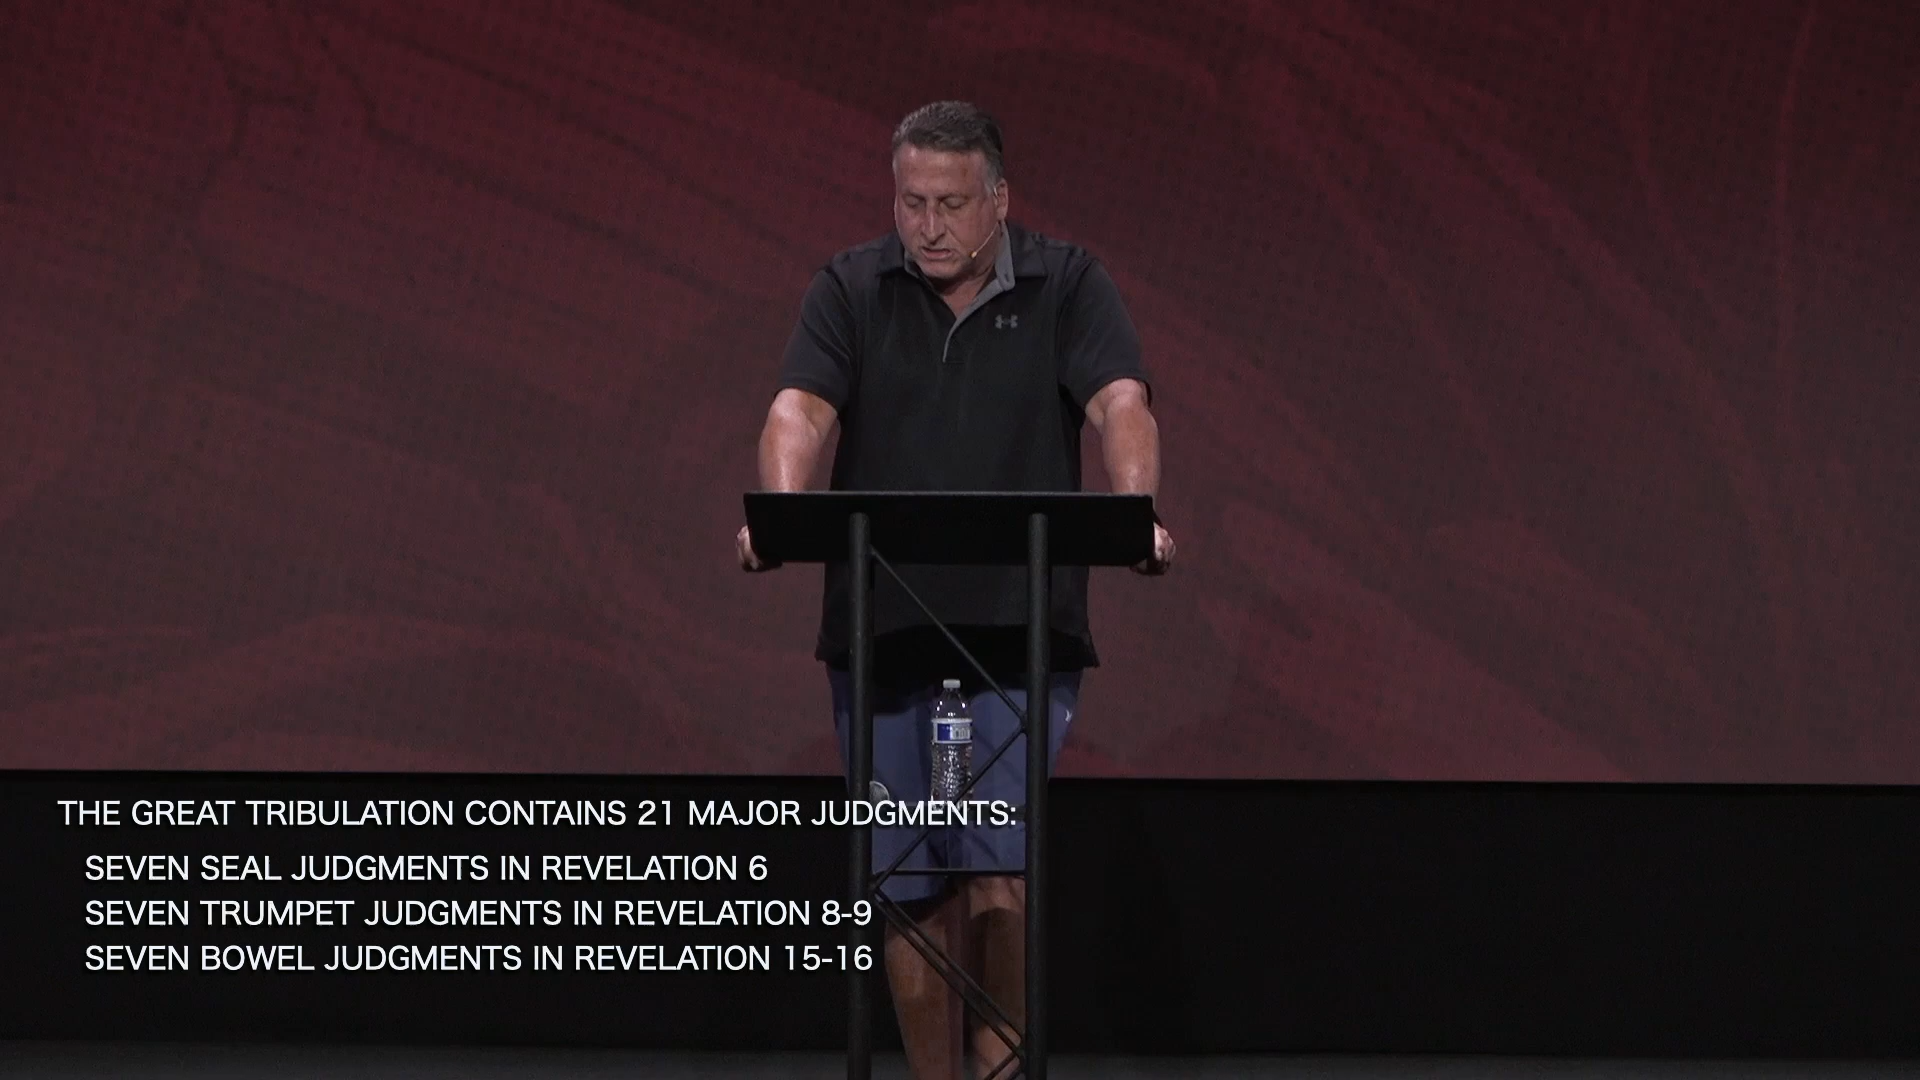 THE GREAT TRIBULATION CONTAINS 21 MAJOR JUDGMENTS:
SEVEN SEAL JUDGMENTS IN REVELATION 6
SEVEN TRUMPET JUDGMENTS IN REVELATION 8-9
SEVEN BOWEL JUDGMENTS IN REVELATION 15-16